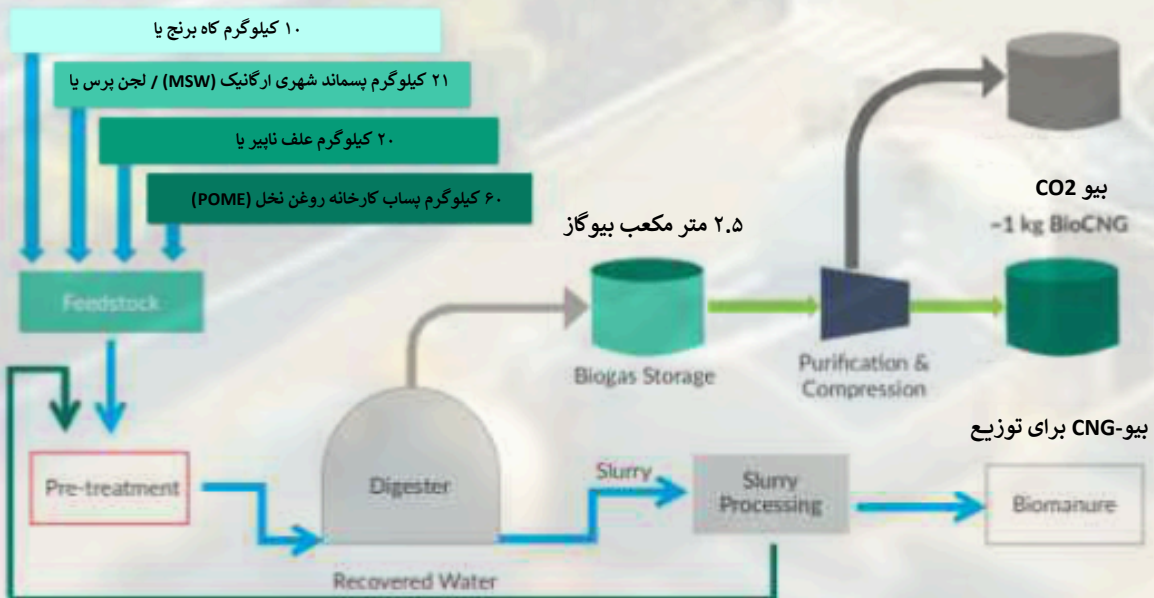 ۱۰ کیلوگرم کاه برنج یا
۲۱ کیلوگرم پسماند شهری ارگانیک (MSW) / لجن پرس یا
۲۰ کیلوگرم علف ناپیر یا
۶۰ کیلوگرم پساب کارخانه روغن نخل (POME)
Feedstock
Pre-treatment
Digester
۲.۵ متر مکعب بیوگاز
Biogas Storage
Purification &
Compression
بیو CO2
~1 kg BioCNG
بیو-CNG برای توزیع
Slurry
Slurry
Processing
Biomanure
Recovered Water